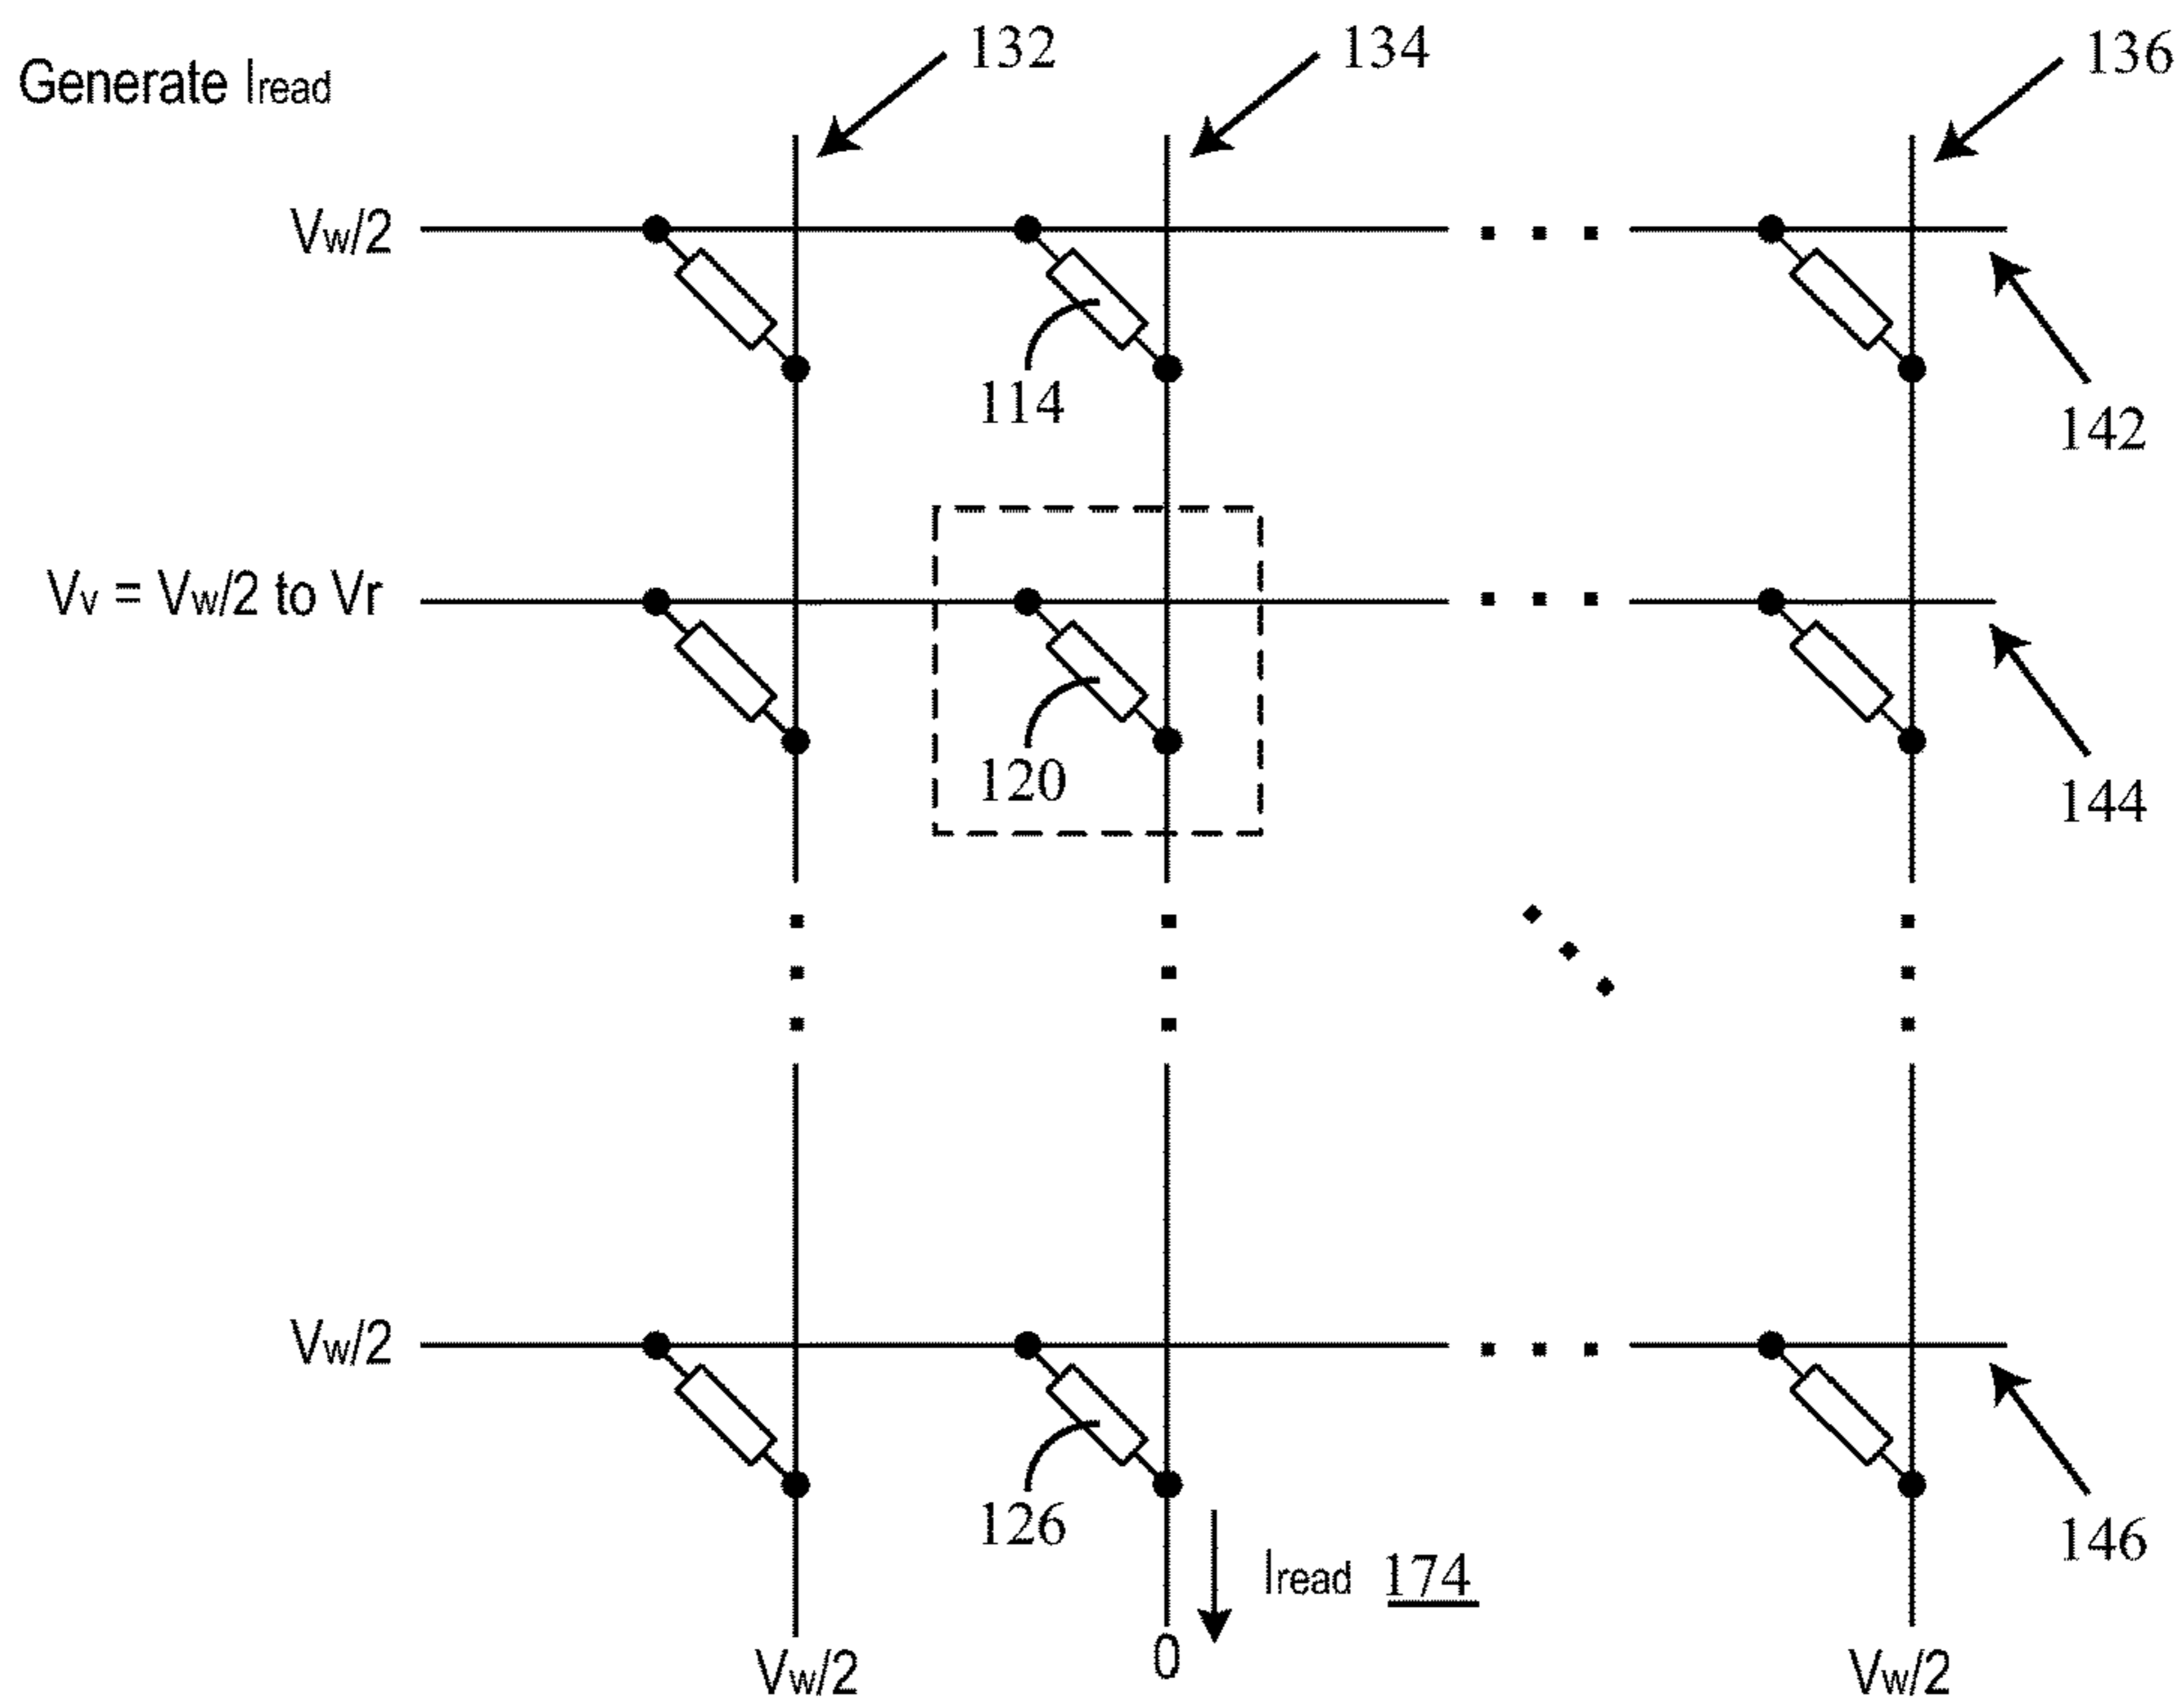 132
134
136
Generate Iread
Vw/2
114
142
Vv = Vw/2 to Vr
120
144
Vw/2
126
146
Iread 174
Vw/2
0
Vw/2